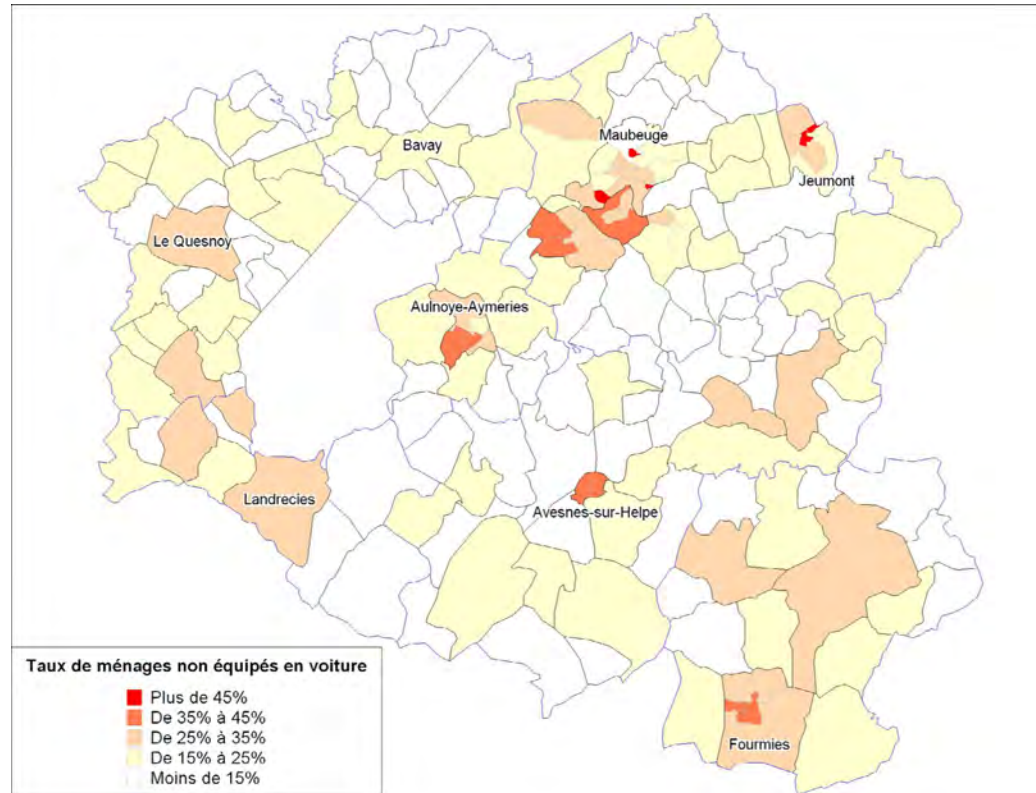 Maubeuge
Bavay
Jeumont
Le Quesnoy
Aulnoye-Aymeries
Landrecies
Avesnes-sur-Helpe
Fourmies
Taux de ménages non équipés en voiture
Plus de 45%
De 35% à 45%
De 25% à 35%
De 15% à 25%
Moins de 15%